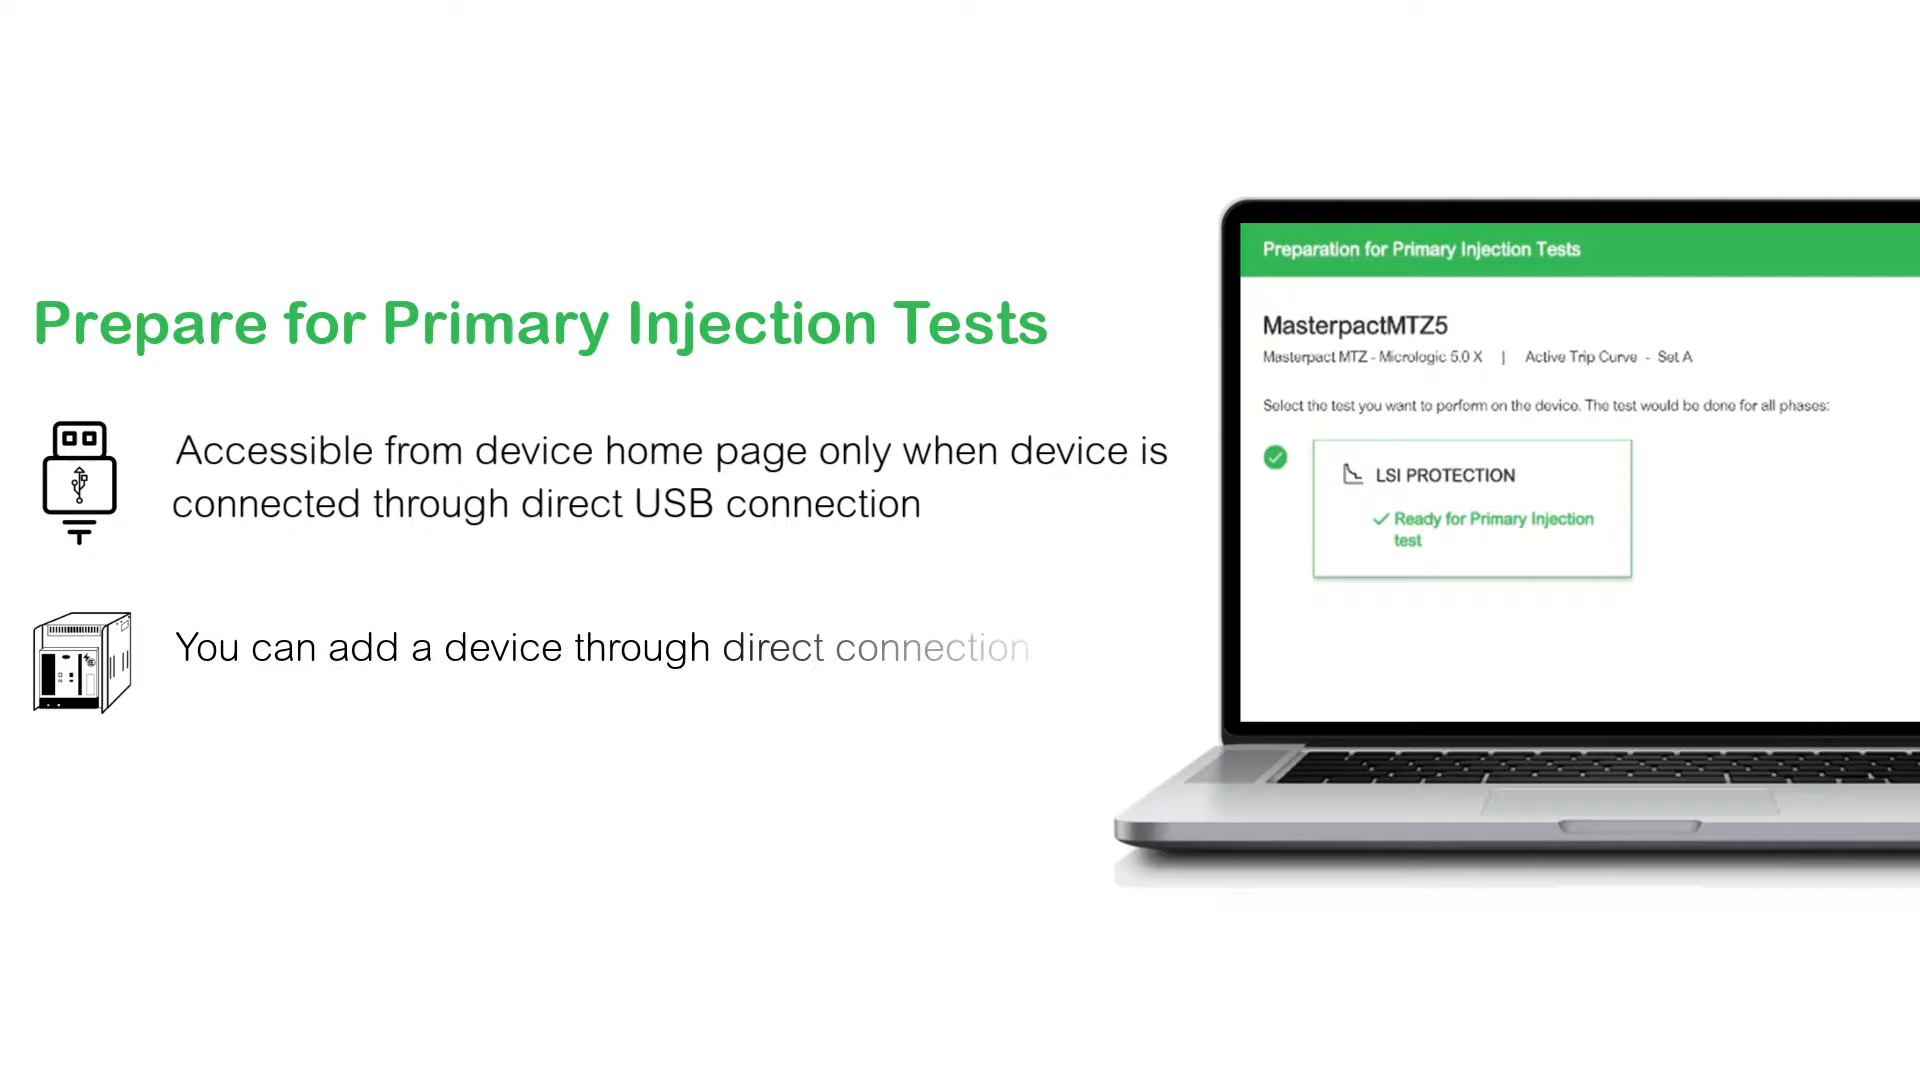 Prepare for Primary Injection Tests
Accessible from device home page only when device is
connected through direct USB connection
You can add a device through direct connection
Preparation for Primary Injection Tests
MasterpactMTZ5
Masterpact MTZ - Micrologic 5.0 X | Active Trip Curve - Set A
Select the test you want to perform on the device. The test would be done for all phases:
LSI PROTECTION
Ready for Primary Injection
test